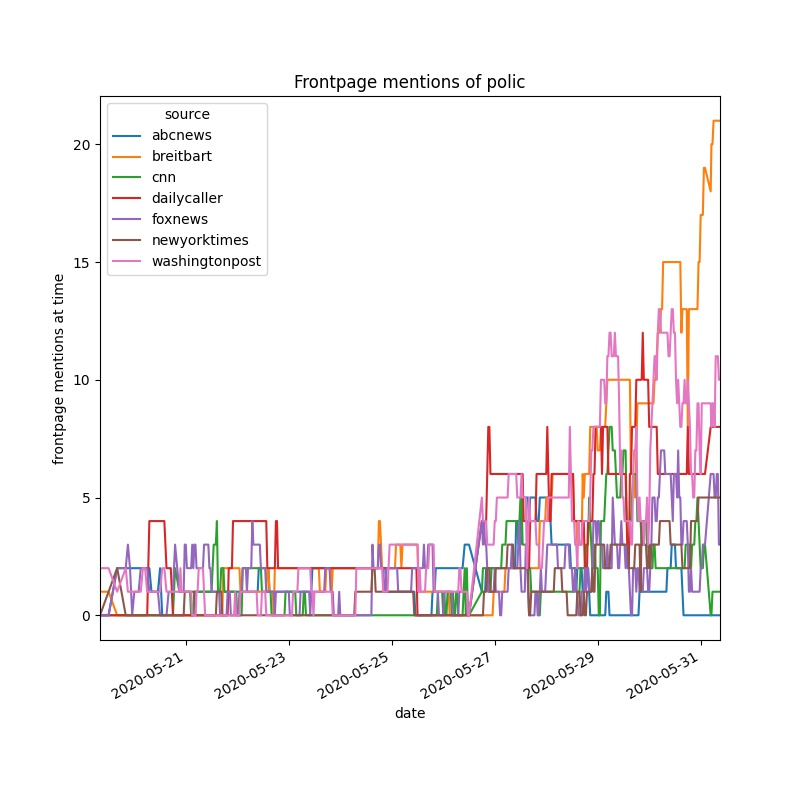 Frontpage mentions of polic
source
abcnews
breitbart
cnn
dailycaller
foxnews
newyorktimes
washingtonpost
frontpage mentions at time
20
15
10
5
0
2020-05-21
2020-05-23
2020-05-25
2020-05-27
2020-05-29
2020-05-31
date